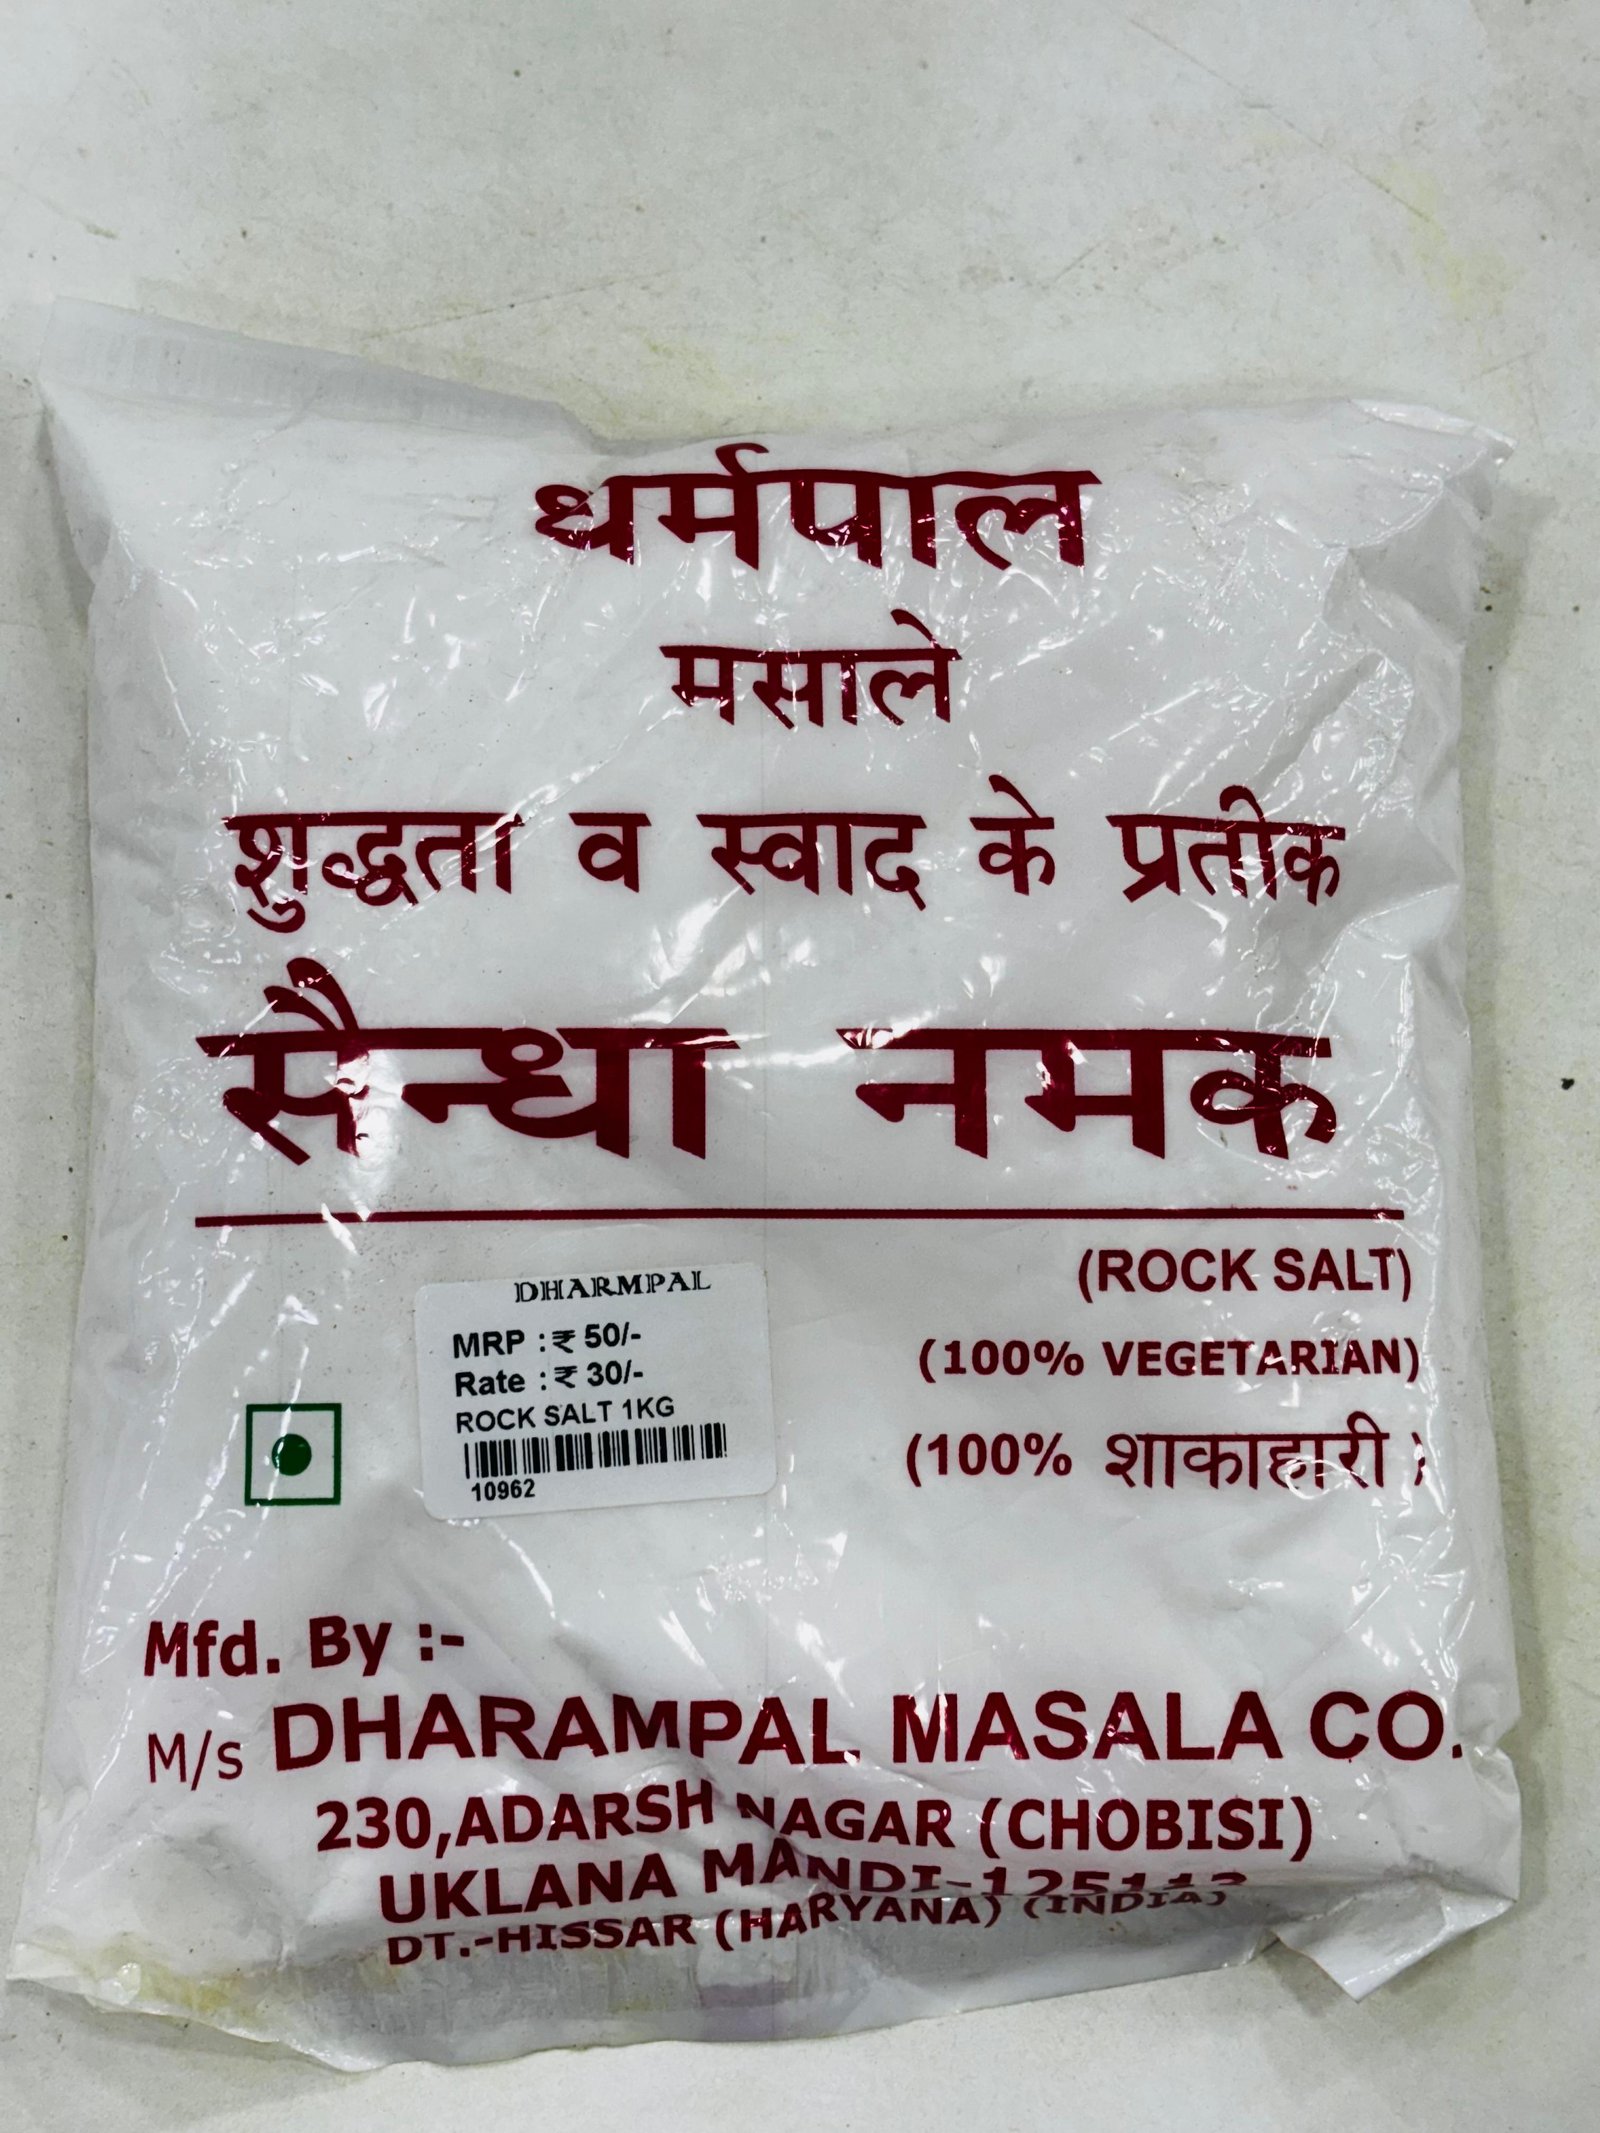 धर्मपाल
मसाले
शुद्धता व स्वाद के प्रतीक
सैन्धा नमक
(ROCK SALT)
(100% VEGETARIAN)
(100% शाकाहारी )
DHARMPAL
MRP : ₹ 50/-
Rate : ₹ 30/-
ROCK SALT 1KG
10962
Mfd. By :-
M/s DHARAMPAL MASALA CO.
230,ADARSH NAGAR (CHOBISI)
UKLANA MANDI-125113
DT.-HISSAR (HARYANA) (INDIA)